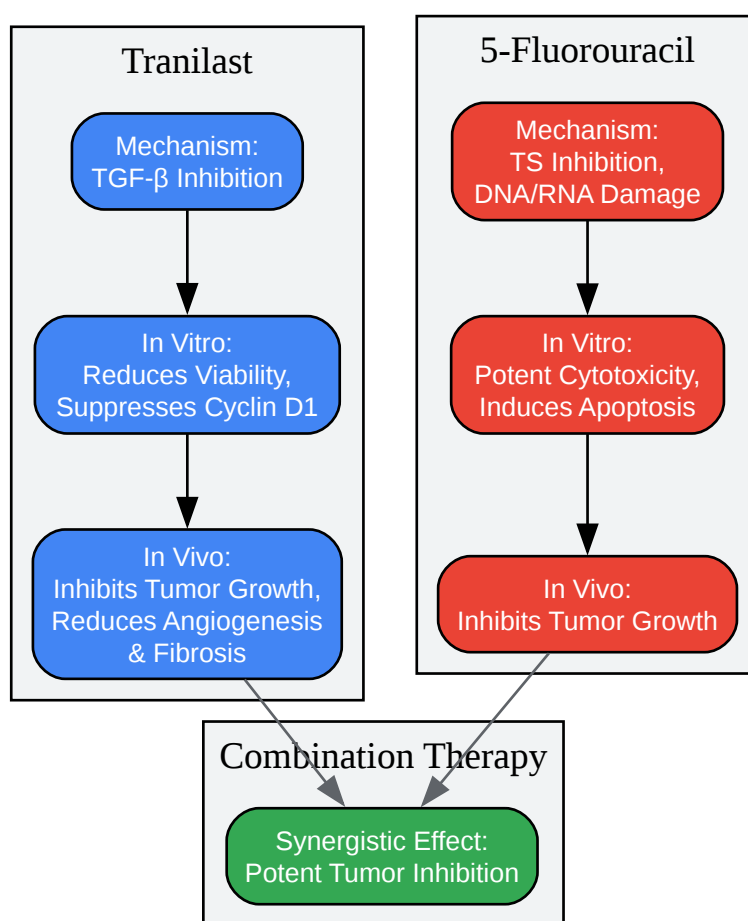 Tranilast
Mechanism:
TGF-β Inhibition
In Vitro:
Reduces Viability,
Suppresses Cyclin D1
In Vivo:
Inhibits Tumor Growth,
Reduces Angiogenesis
& Fibrosis
5-Fluorouracil
Mechanism:
TS Inhibition,
DNA/RNA Damage
In Vitro:
Potent Cytotoxicity,
Induces Apoptosis
In Vivo:
Inhibits Tumor Growth
Combination Therapy
Synergistic Effect:
Potent Tumor Inhibition